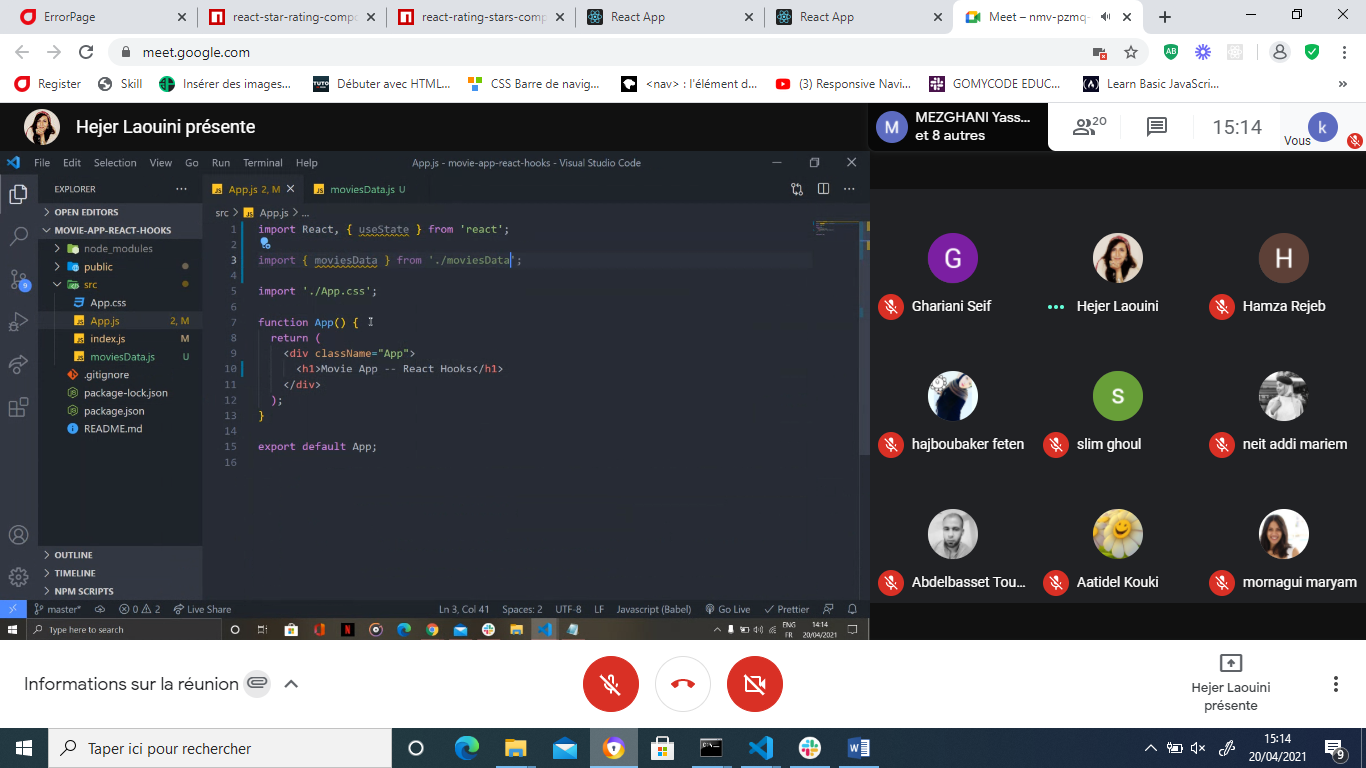 ErrorPage
react-star-rating-compo
react-rating-stars-comp
React App
React App
Meet – nmv-pzmq-
meet.google.com
Register
Skill
Insérer des images...
Débuter avec HTML...
CSS Barre de navig...
<nav> : l'élément d...
(3) Responsive Navi...
GOMYCODE EDUC...
Learn Basic JavaScri...
»
Hejer Laouini présente
M
MEZGHANI Yass...
et 8 autres
20
15:14
Vous
k
File Edit Selection View Go Run Terminal Help
App.js - movie-app-react-hooks - Visual Studio Code
EXPLORER
...
App.js 2, M
moviesData.js U
OPEN EDITORS
MOVIE-APP-REACT-HOOKS
node_modules
public
src
App.css
App.js 2, M
index.js M
moviesData.js U
.gitignore
package-lock.json
package.json
README.md
OUTLINE
TIMELINE
NPM SCRIPTS
9
src > App.js > ...
1 import React, { useState } from 'react';
2
3 import { moviesData } from './moviesData';
4
5 import './App.css';
6
7 function App() {
8 return (
9 <div className="App">
10 <h1>Movie App -- React Hooks</h1>
11 </div>
12 );
13 }
14
15 export default App;
16
master*
0 2
Live Share
Ln 3, Col 41
Spaces: 2
UTF-8
LF
Javascript (Babel)
Go Live
Prettier
Type here to search
ENG
FR
14:14
20/04/2021
G
Ghariani Seif
Hejer Laouini
H
Hamza Rejeb
hajboubaker feten
S
slim ghoul
neit addi mariem
Abdelbasset Tou...
Aatidel Kouki
mornagui maryam
Informations sur la réunion
Hejer Laouini
présente
Taper ici pour rechercher
15:14
20/04/2021
9